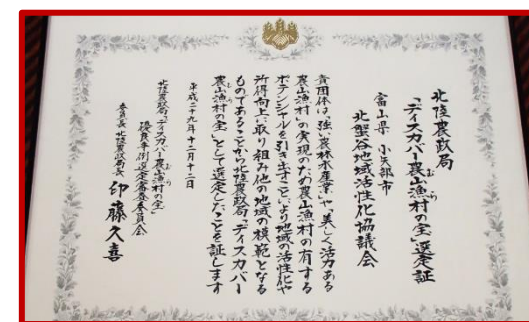 北陸農政局
「ディスカバー農山漁村の宝」選定証
富山県 小矢部市
北蟹谷地域活性化協議会
貴団体は、「強い農林水産業」や「美しく活力ある
農山漁村」の実現のため農山漁村の有する
ポテンシャルを引き出すことにより地域の活性化や
所得向上に取り組み他の地域の模範となる
ものであることから北陸農政局「ディスカバー
農山漁村の宝」として選定したことを証します
平成二十九年十二月十二日
北陸農政局「ディスカバー農山漁村の宝」
優良事例選定審査委員会
委員長 北陸農政局長 印藤久喜